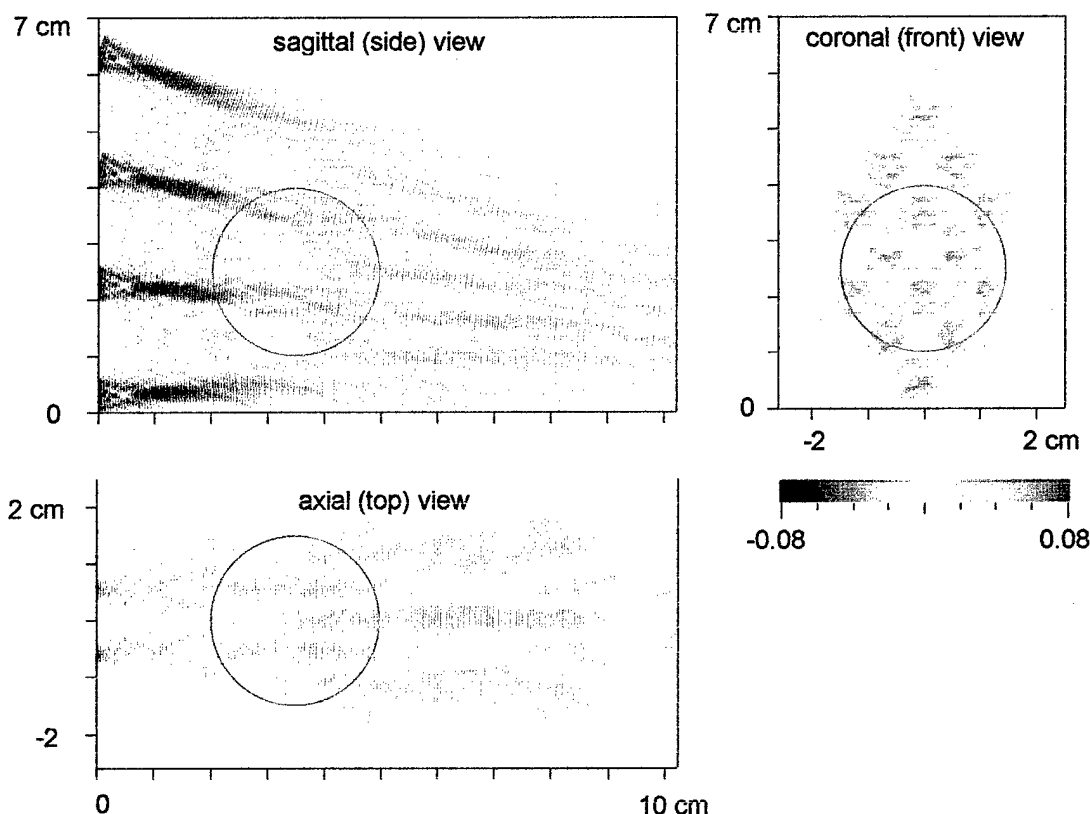 7 cm
sagittal (side) view
0
7 cm
coronal (front) view
0
-2
2 cm
-0.08
0.08
2 cm
axial (top) view
-2
0
10 cm